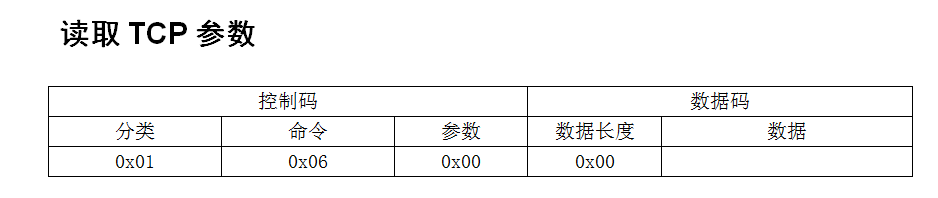 读取 TCP 参数
控制码 数据码
分类 命令 参数 数据长度 数据
0x01 0x06 0x00 0x00